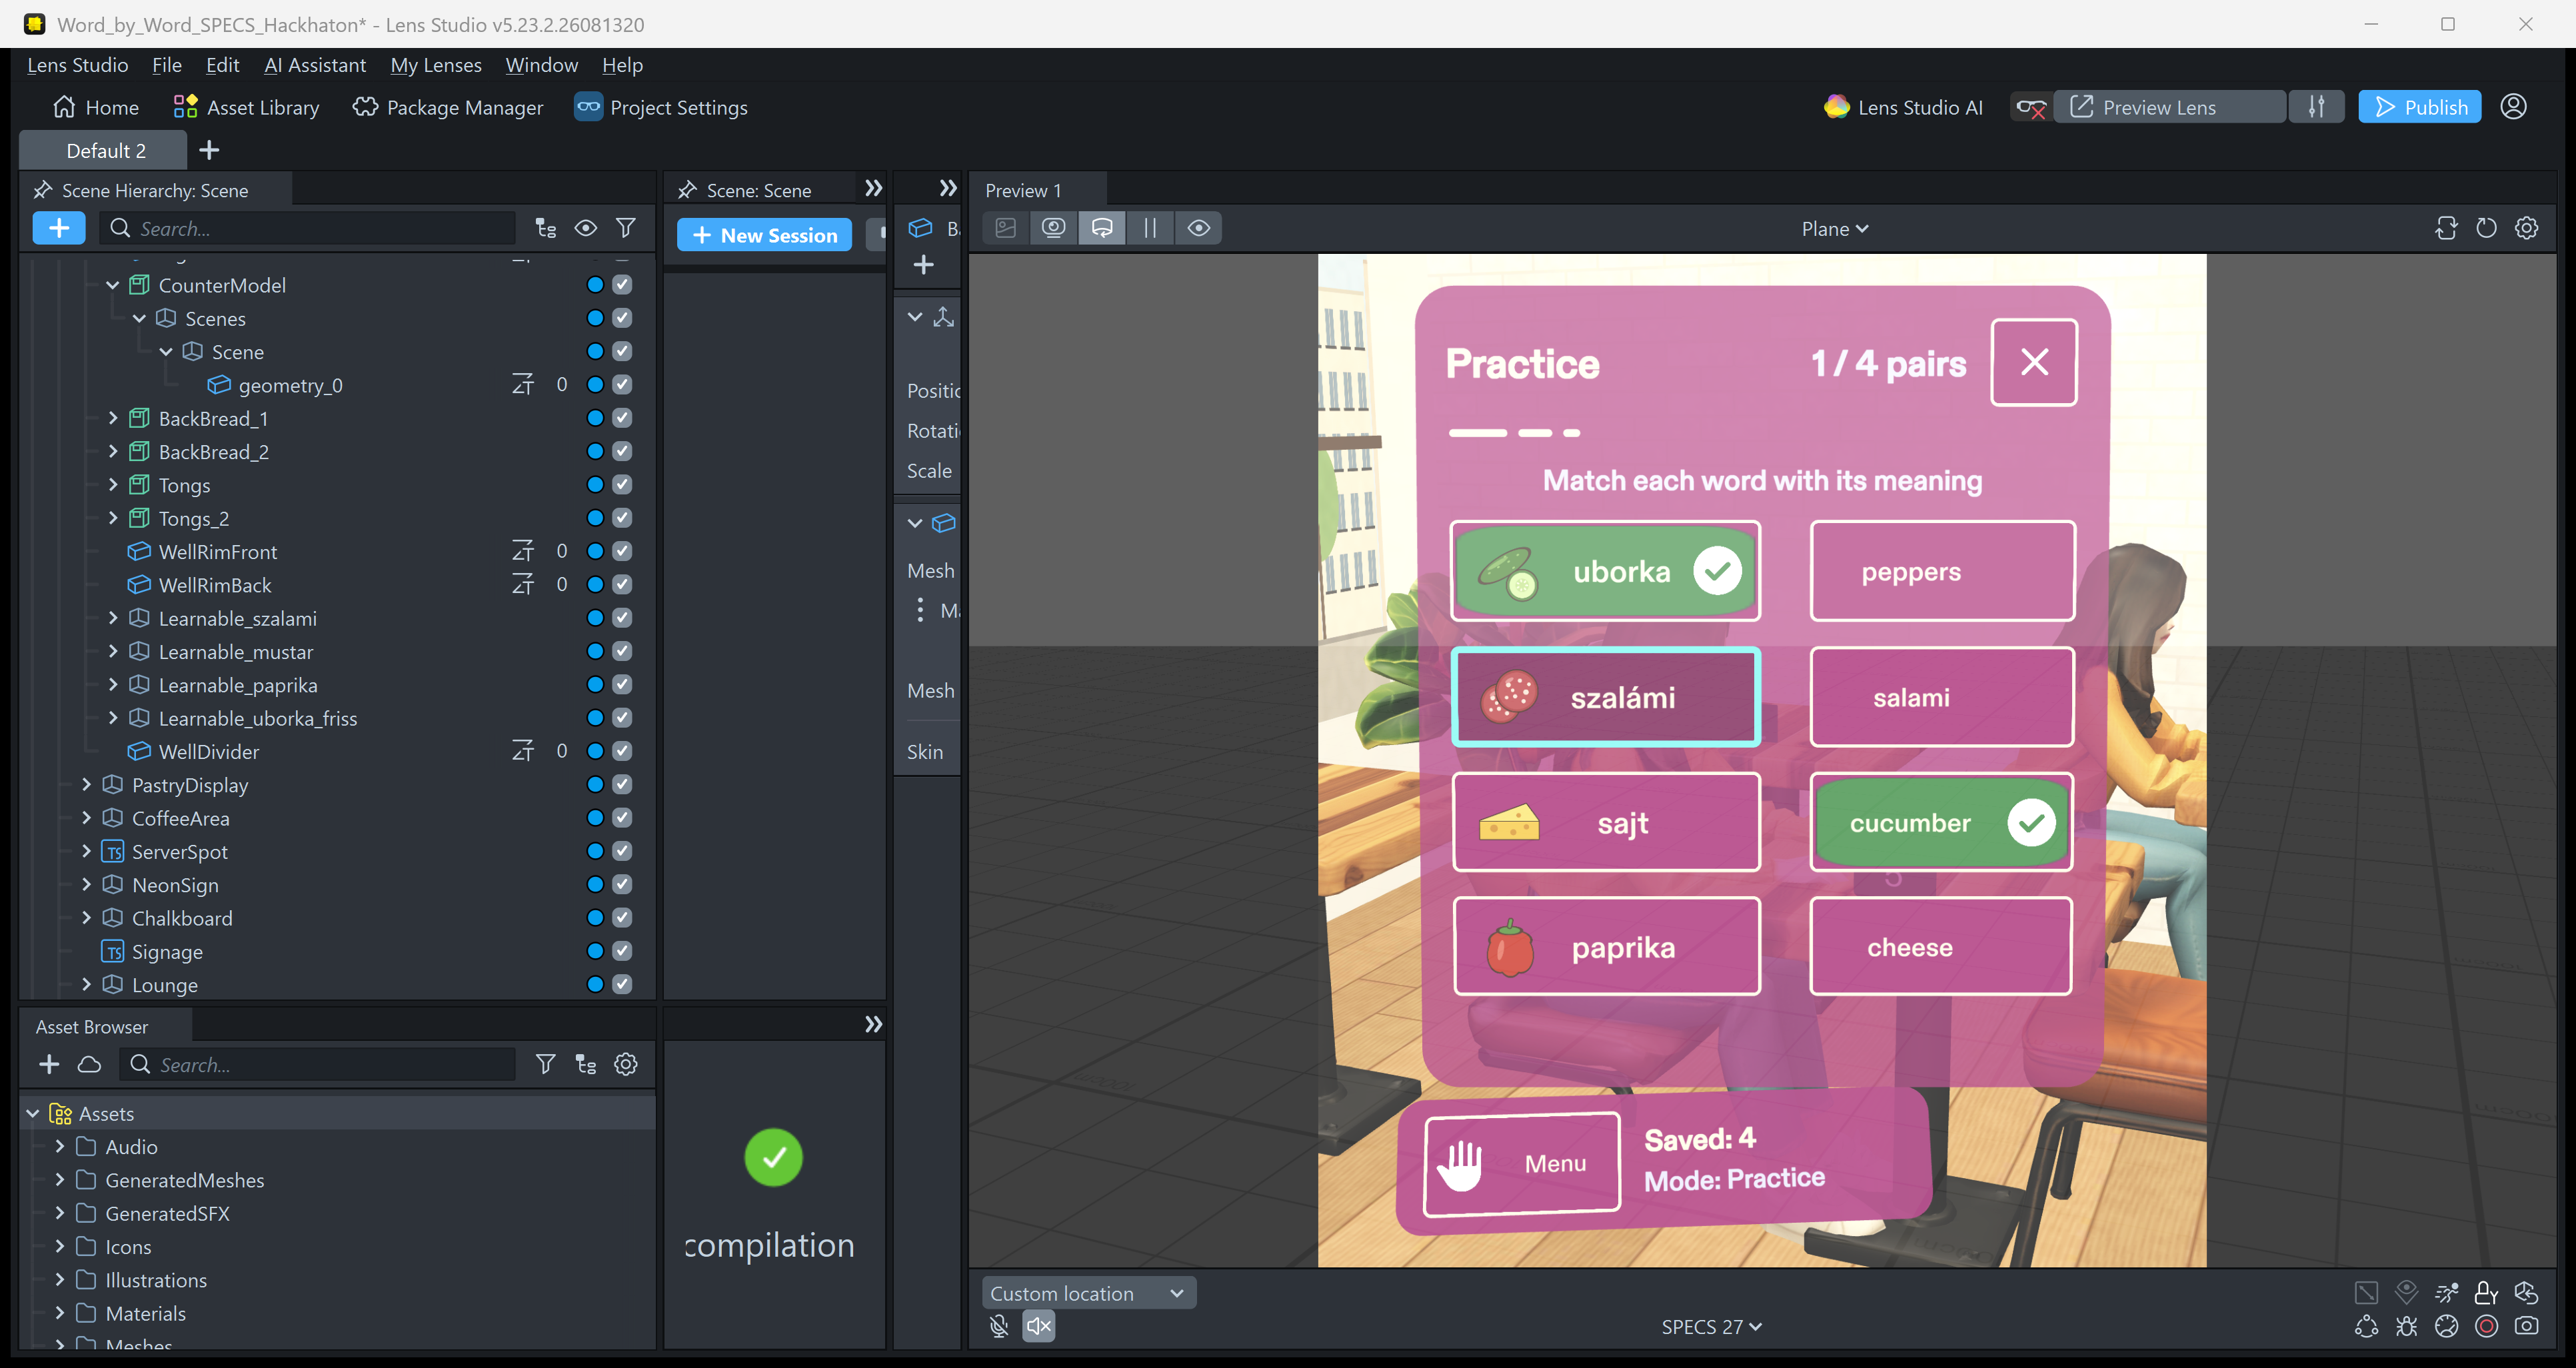 Word_by_Word_SPECS_Hackhaton* - Lens Studio v5.23.2.26081320
Lens Studio File Edit AI Assistant My Lenses Window Help
Home Asset Library Package Manager Project Settings
Lens Studio AI Preview Lens Publish
Default 2
Scene Hierarchy: Scene
Search...
CounterModel
Scenes
Scene
geometry_0 0
BackBread_1
BackBread_2
Tongs
Tongs_2
WellRimFront 0
WellRimBack 0
Learnable_szalami
Learnable_mustar
Learnable_paprika
Learnable_uborka_friss
WellDivider 0
PastryDisplay
CoffeeArea
TS ServerSpot
NeonSign
Chalkboard
TS Signage
Lounge
Asset Browser
Search...
Assets
Audio
GeneratedMeshes
GeneratedSFX
Icons
Illustrations
Materials
Meshes
Scene: Scene
New Session
compilation
Scale
Mesh
Mesh
Skin
Preview 1
Plane
Practice 1 / 4 pairs
Match each word with its meaning
uborka peppers
szalámi salami
sajt cucumber
paprika cheese
Menu
Saved: 4
Mode: Practice
Custom location
SPECS 27